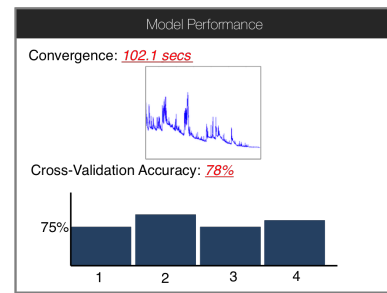 Model Performance
Convergence: 102.1 secs
Cross-Validation Accuracy: 78%
75%
1 2 3 4